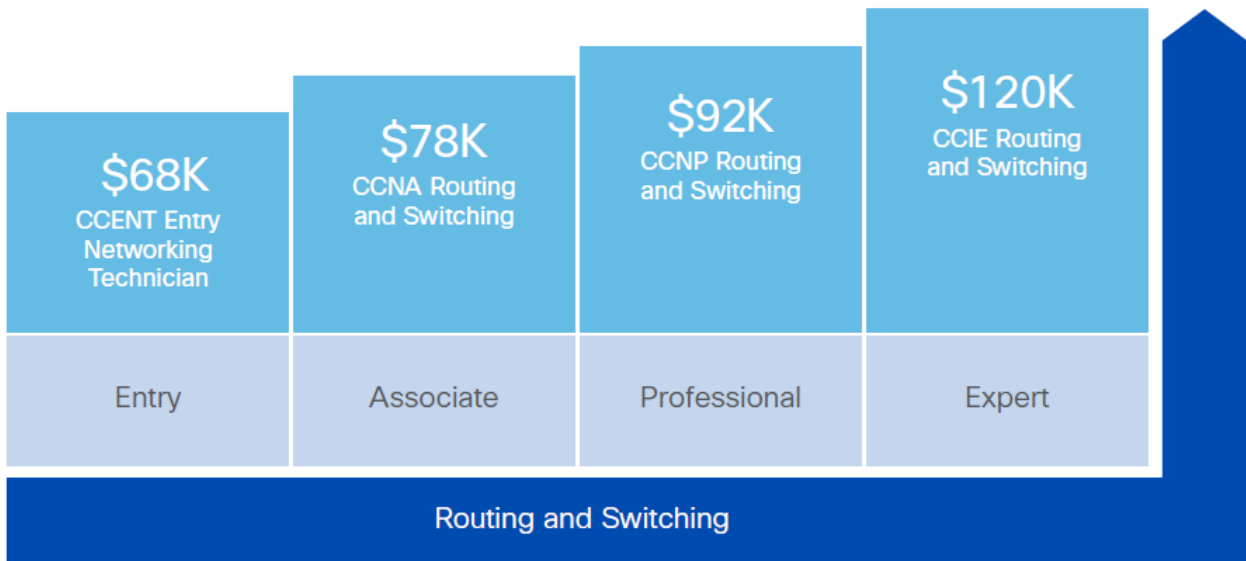 $68K
CCENT Entry
Networking
Technician
$78K
CCNA Routing
and Switching
$92K
CCNP Routing
and Switching
$120K
CCIE Routing
and Switching
Entry
Associate
Professional
Expert
Routing and Switching